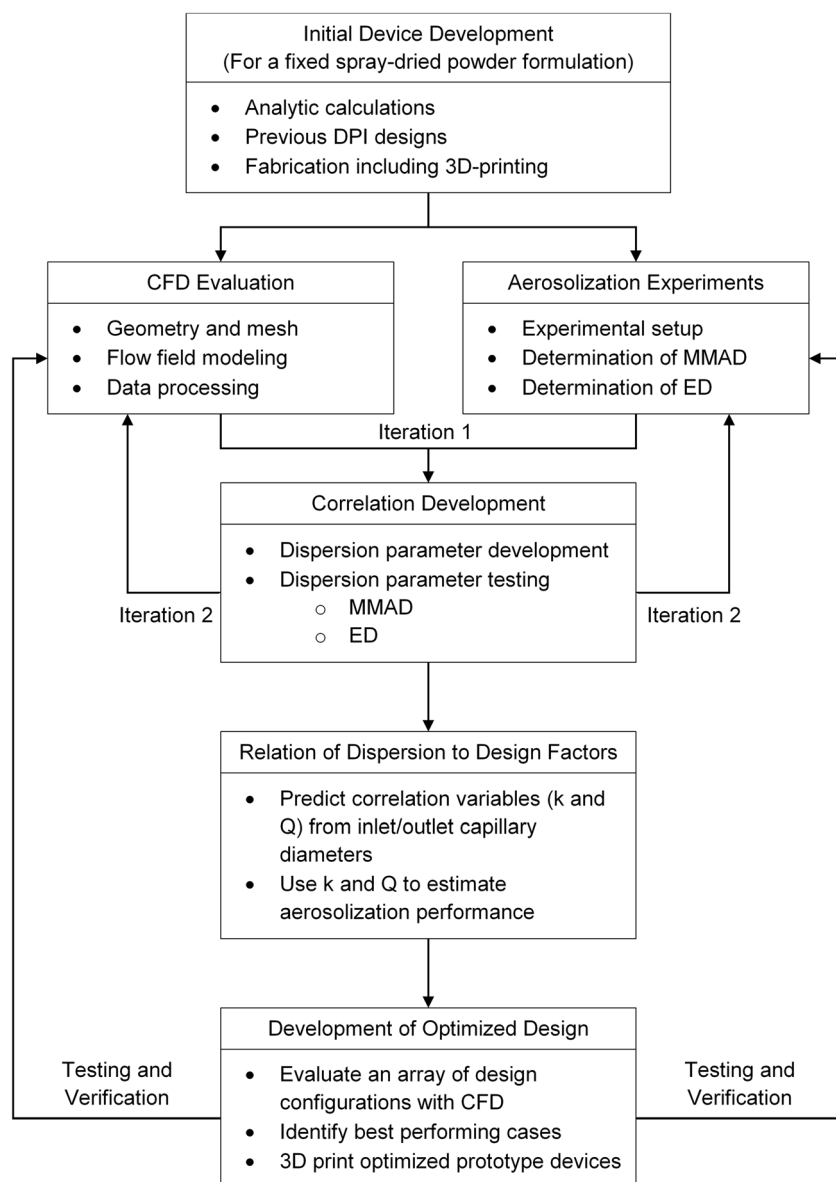 Initial Device Development
(For a fixed spray-dried powder formulation)
• Analytic calculations
• Previous DPI designs
• Fabrication including 3D-printing
CFD Evaluation
• Geometry and mesh
• Flow field modeling
• Data processing
Aerosolization Experiments
• Experimental setup
• Determination of MMAD
• Determination of ED
Iteration 1
Correlation Development
• Dispersion parameter development
• Dispersion parameter testing
o MMAD
o ED
Iteration 2
Iteration 2
Relation of Dispersion to Design Factors
• Predict correlation variables (k and
Q) from inlet/outlet capillary
diameters
• Use k and Q to estimate
aerosolization performance
Development of Optimized Design
• Evaluate an array of design
configurations with CFD
• Identify best performing cases
• 3D print optimized prototype devices
Testing and
Verification
Testing and
Verification